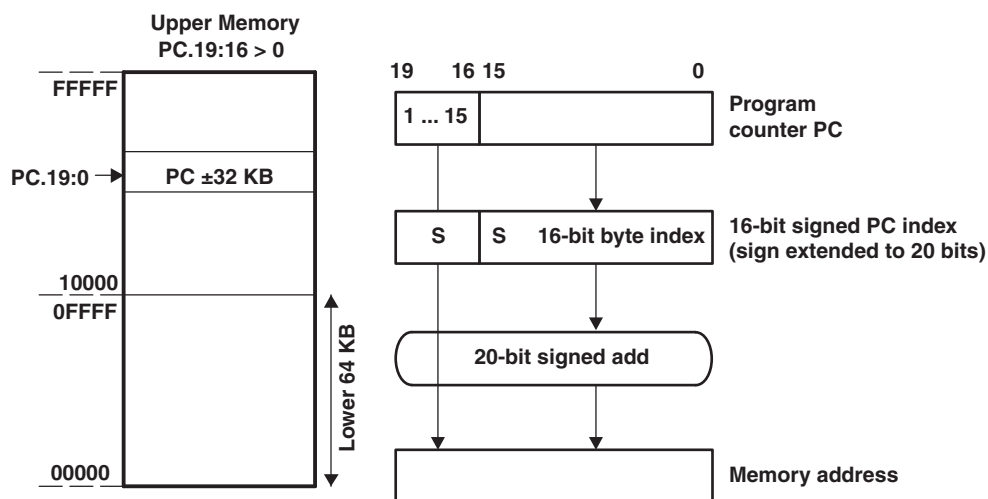 Upper Memory
PC.19:16 > 0
FFFFF
PC.19:0
PC ±32 KB
10000
0FFFF
Lower 64 KB
00000
19 16 15 0
1 ... 15
Program
counter PC
S S 16-bit byte index
16-bit signed PC index
(sign extended to 20 bits)
20-bit signed add
Memory address